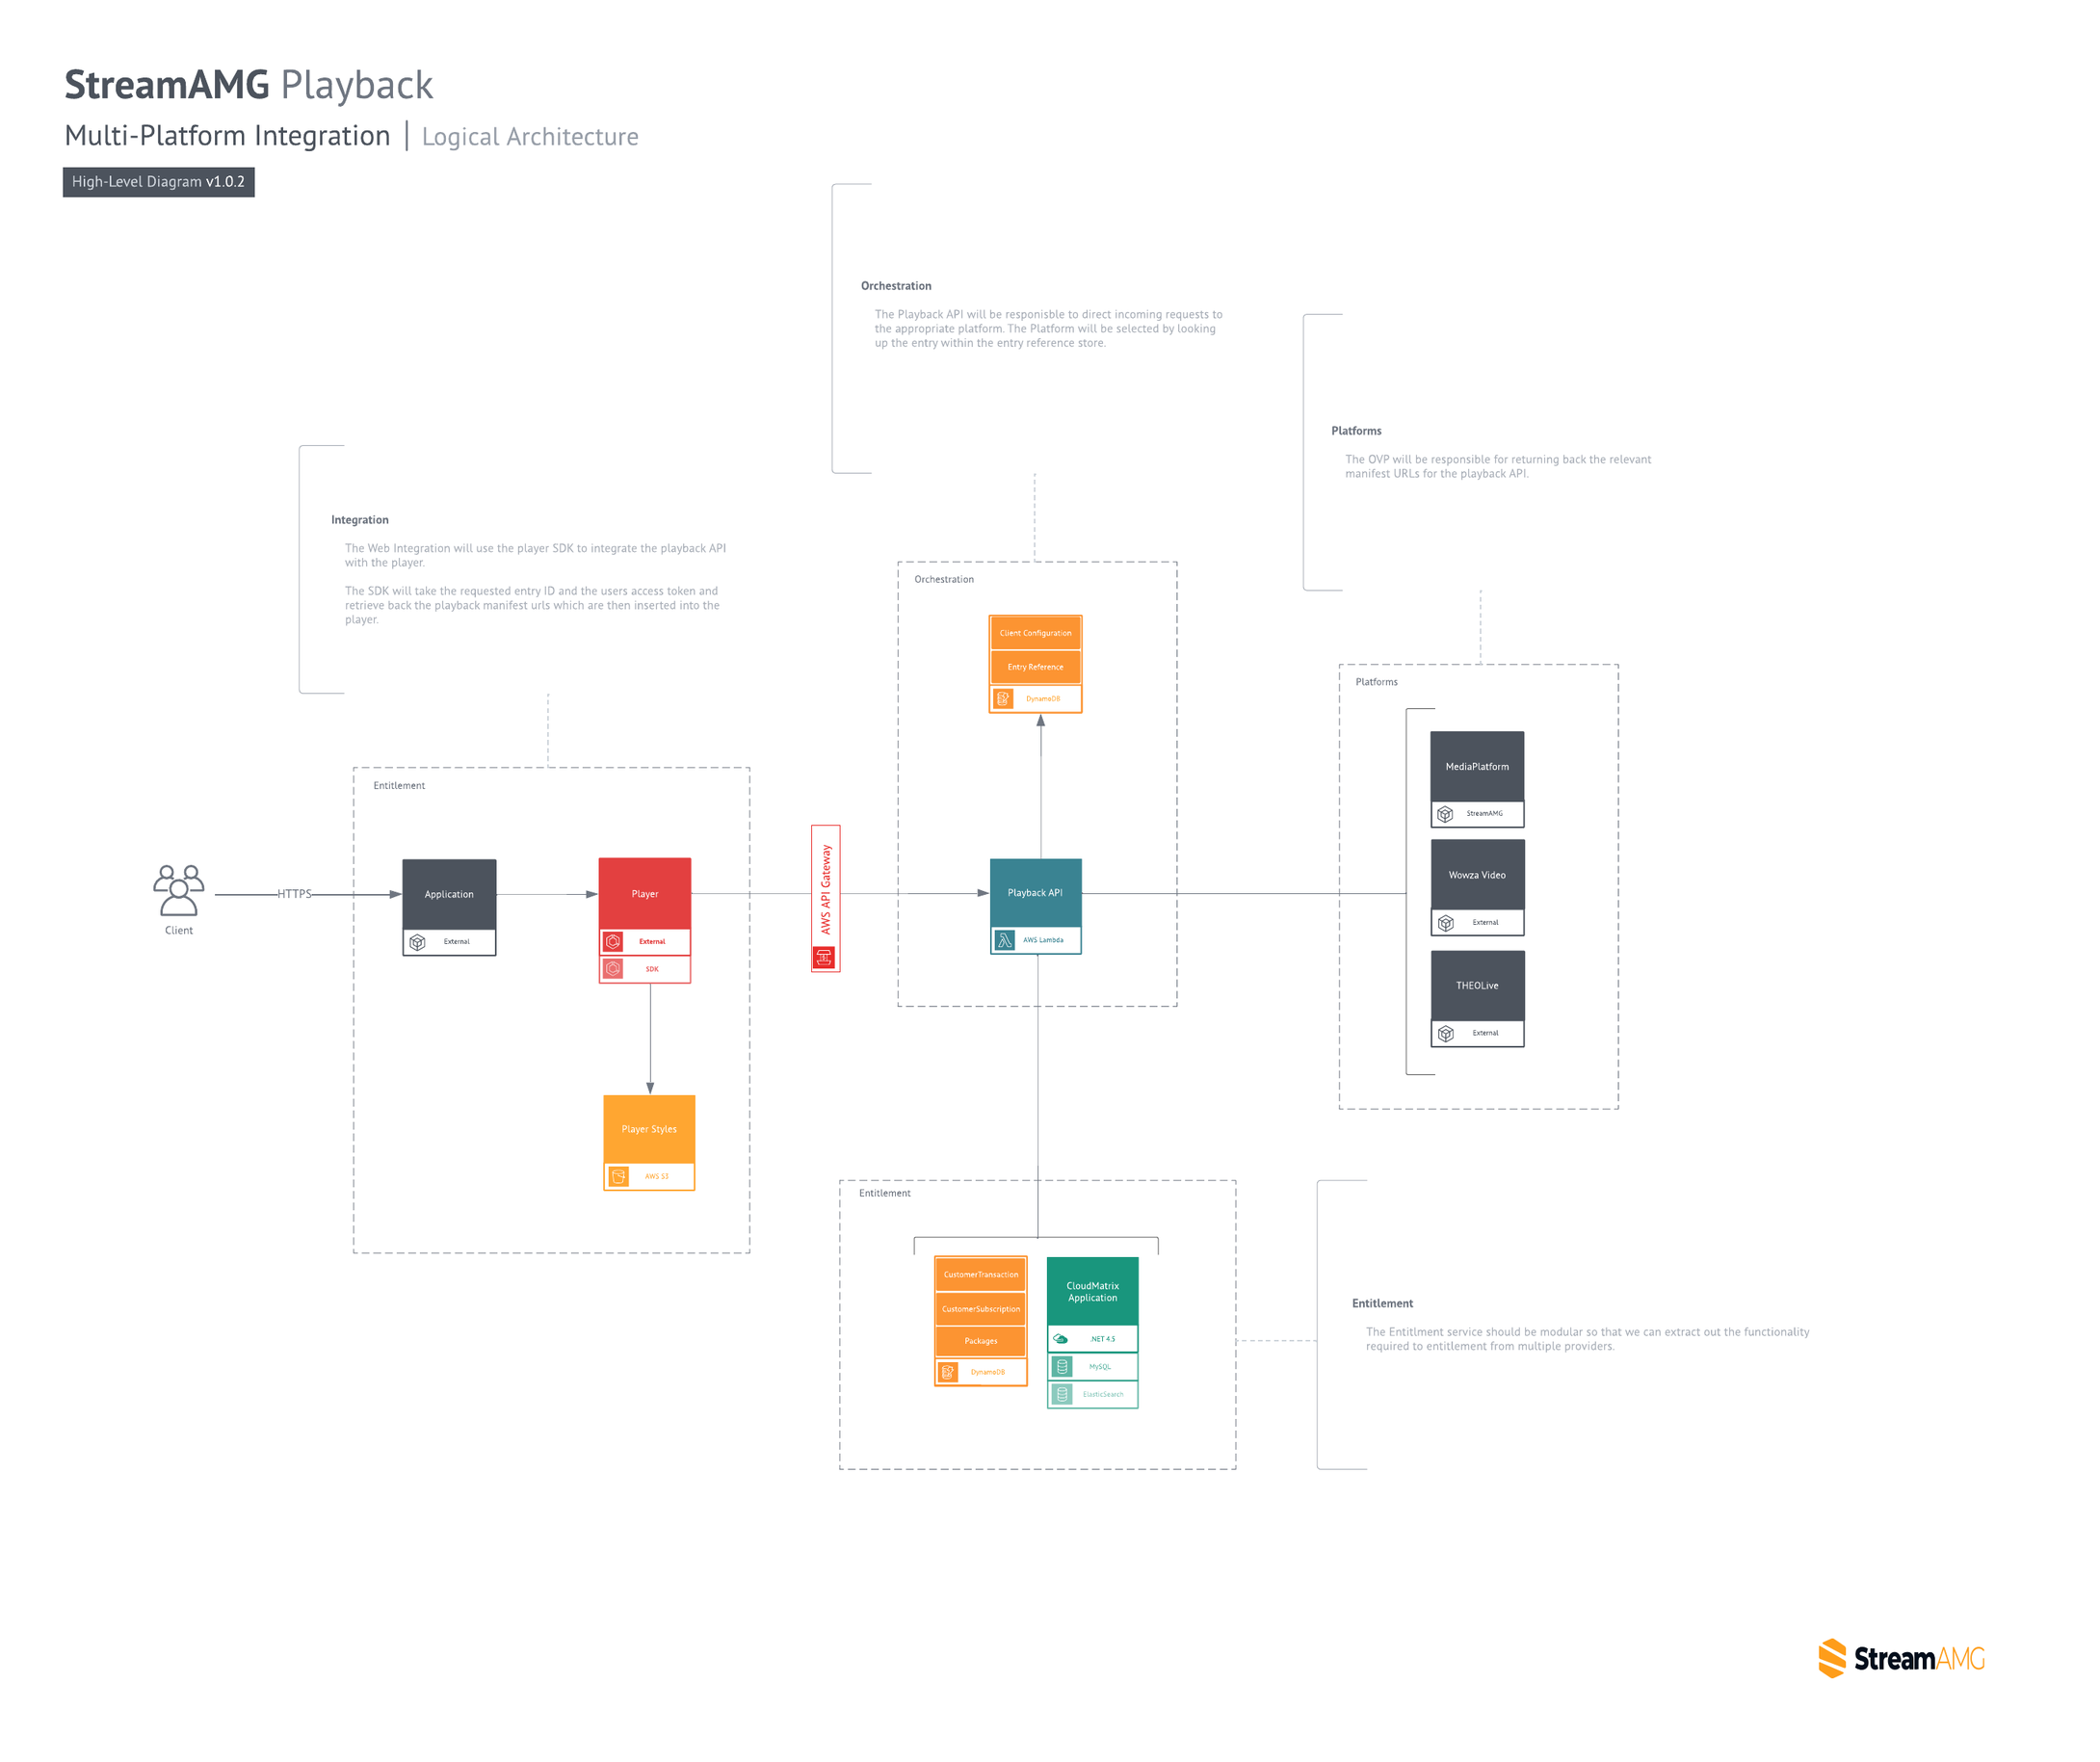 StreamAMG Playback
Multi-Platform Integration | Logical Architecture
High-Level Diagram v1.0.2
Orchestration
The Playback API will be responisble to direct incoming requests to
the appropriate platform. The Platform will be selected by looking
up the entry within the entry reference store.
Platforms
The OVP will be responsible for returning back the relevant
manifest URLs for the playback API.
Integration
The Web Integration will use the player SDK to integrate the playback API
with the player.
The SDK will take the requested entry ID and the users access token and
retrieve back the playback manifest urls which are then inserted into the
player.
Orchestration
Client Configuration
Entry Reference
DynamoDB
Platforms
MediaPlatform
StreamAMG
Wowza Video
External
THEOLive
External
Entitlement
Client
HTTPS
Application
External
Player
External
SDK
AWS API Gateway
Playback API
AWS Lambda
Player Styles
AWS S3
Entitlement
CustomerTransaction
CustomerSubscription
Packages
DynamoDB
CloudMatrix
Application
.NET 4.5
MySQL
ElasticSearch
Entitlement
The Entitlment service should be modular so that we can extract out the functionality
required to entitlement from multiple providers.
StreamAMG